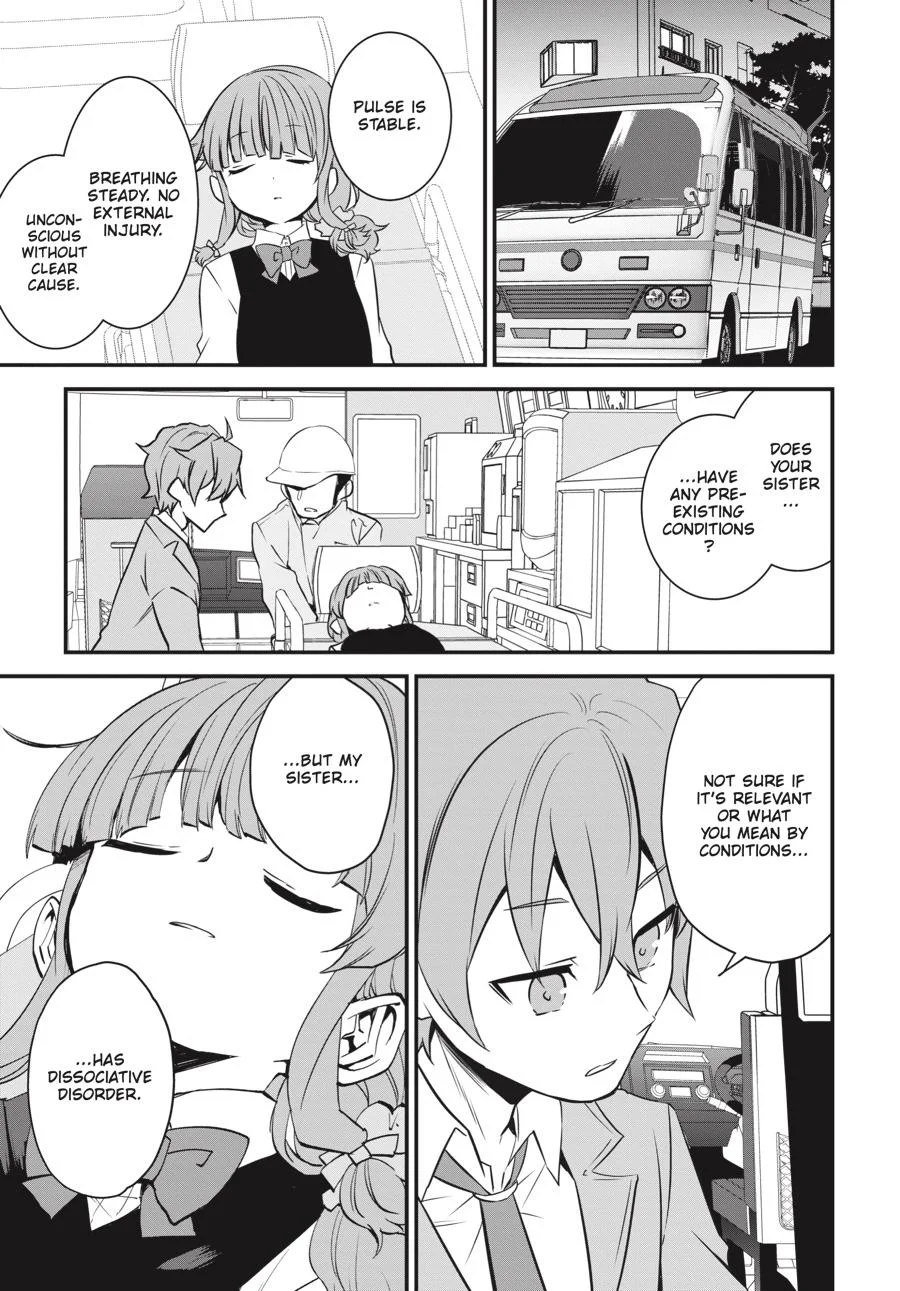 PULSE IS
STABLE.
BREATHING
STEADY. NO
EXTERNAL
INJURY.
UNCON-
SCIOUS
WITHOUT
CLEAR
CAUSE.
DOES
YOUR
SISTER
...
...HAVE
ANY PRE-
EXISTING
CONDITIONS
?
NOT SURE IF
IT'S RELEVANT
OR WHAT
YOU MEAN BY
CONDITIONS...
...BUT MY
SISTER...
...HAS
DISSOCIATIVE
DISORDER.